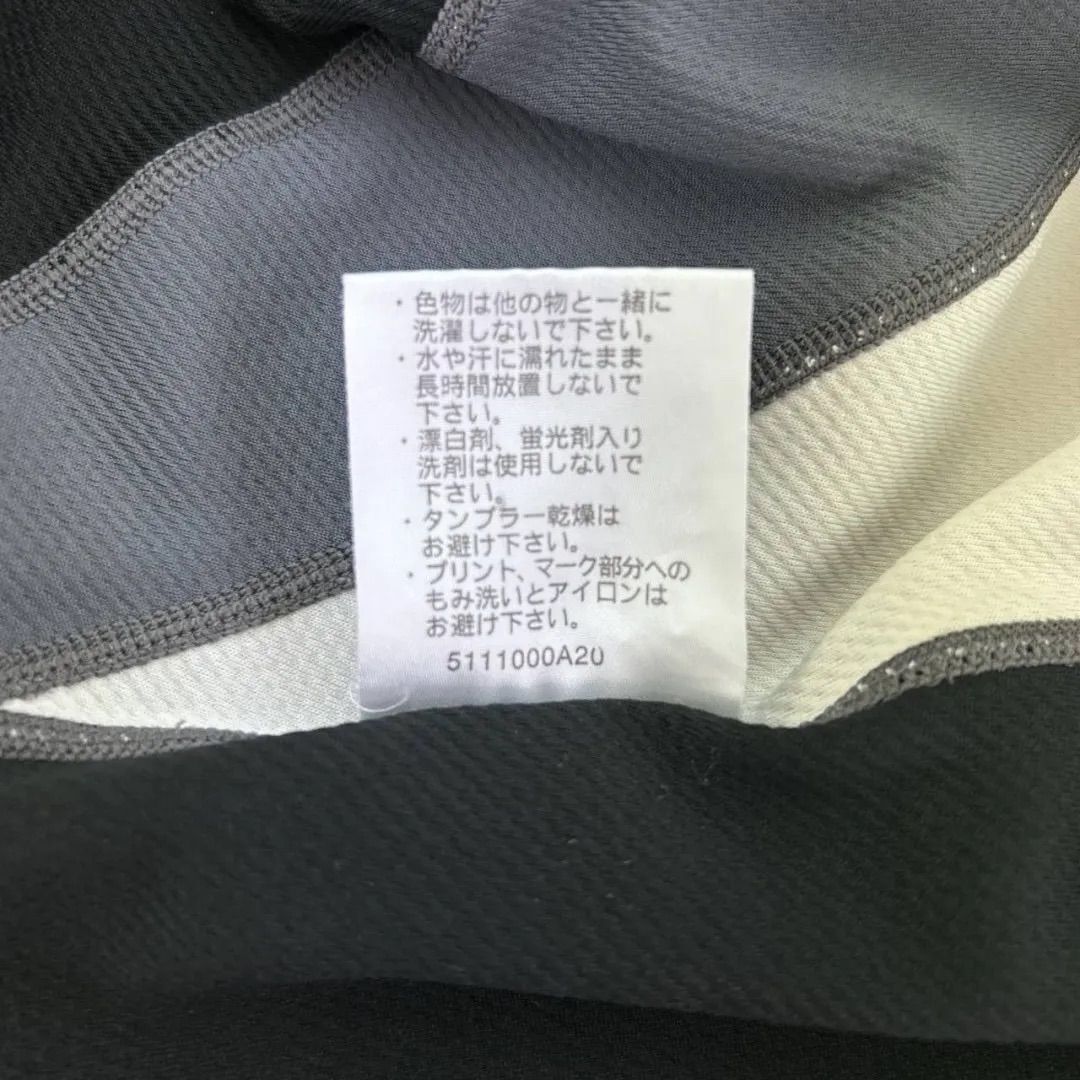 ・色物は他の物と一緒に
洗濯しないで下さい。
・水や汗に濡れたまま
長時間放置しないで
下さい。
・漂白剤、蛍光剤入り
洗剤は使用しないで
下さい。
・タンブラー乾燥は
お避け下さい。
・プリント、マーク部分への
もみ洗いとアイロンは
お避け下さい。
5111000A20